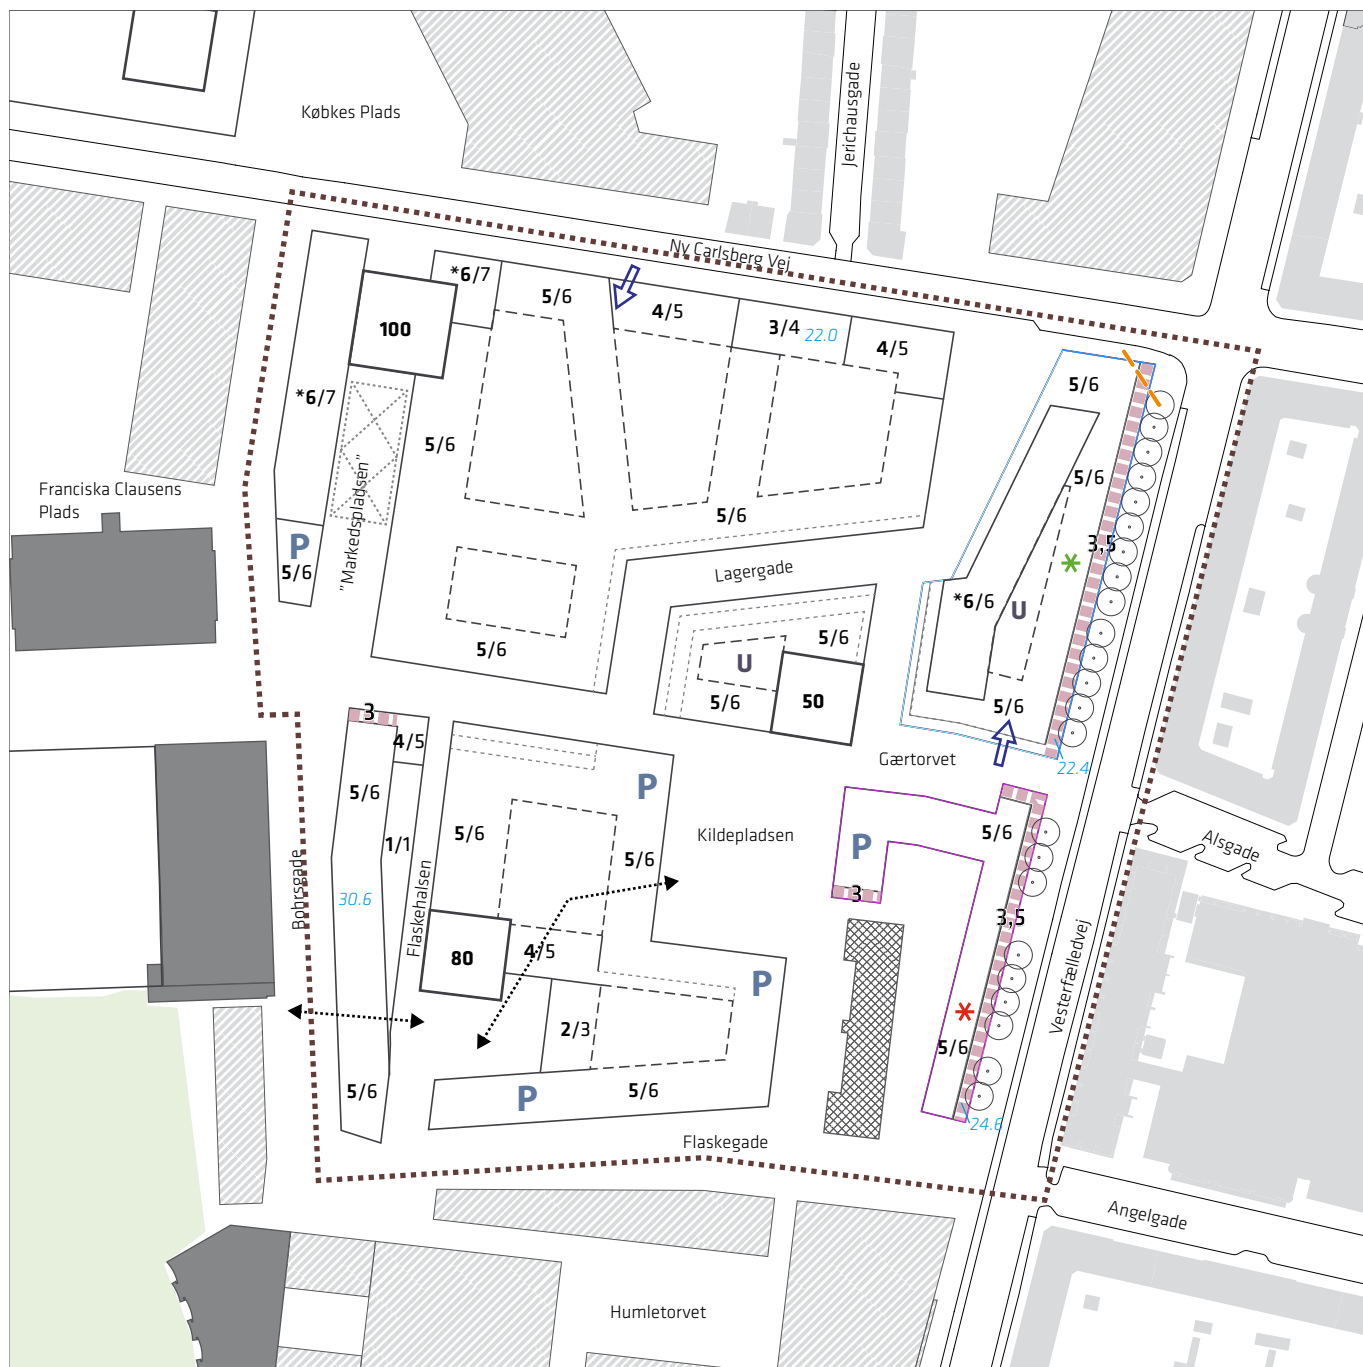 Købkes Plads
Jerichausgade
Ny Carlsberg Vej
*6/7
5/6
4/5
3/4
22.0
4/5
100
*6/7
5/6
5/6
5/6
Franciska Clausens
Plads
"Markedspladsen"
P
5/6
5/6
Lagergade
3,5
*6/6
U
5/6
U
5/6
50
5/6
5/6
3
4/5
5/6
1/1
Gærtorvet
22.4
P
5/6
5/6
Kildepladsen
P
5/6
Alsgade
Bohrsgade
30.6
Flaskehalsen
3
3,5
80
4/5
P
Vesterfælledvej
2/3
5/6
5/6
P
5/6
24.6
Flaskegade
Angelgade
Humletorvet